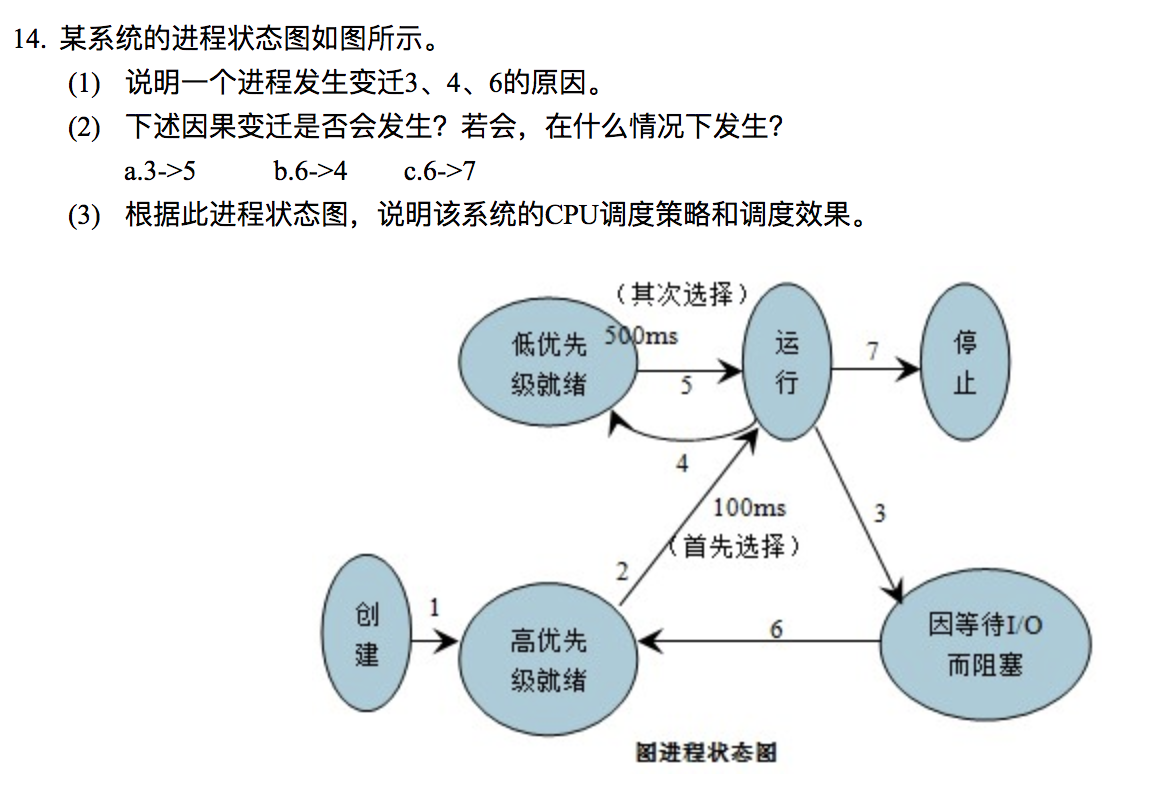 14. 某系统的进程状态图如图所示。
(1) 说明一个进程发生变迁3、4、6的原因。
(2) 下述因果变迁是否会发生？若会，在什么情况下发生？
a.3->5 b.6->4 c.6->7
(3) 根据此进程状态图，说明该系统的CPU调度策略和调度效果。
（其次选择）
低优先
级就绪
500ms
5
运
行
7
停
止
4
100ms
（首先选择）
3
2
创
建
1
高优先
级就绪
6
因等待I/O
而阻塞
图进程状态图